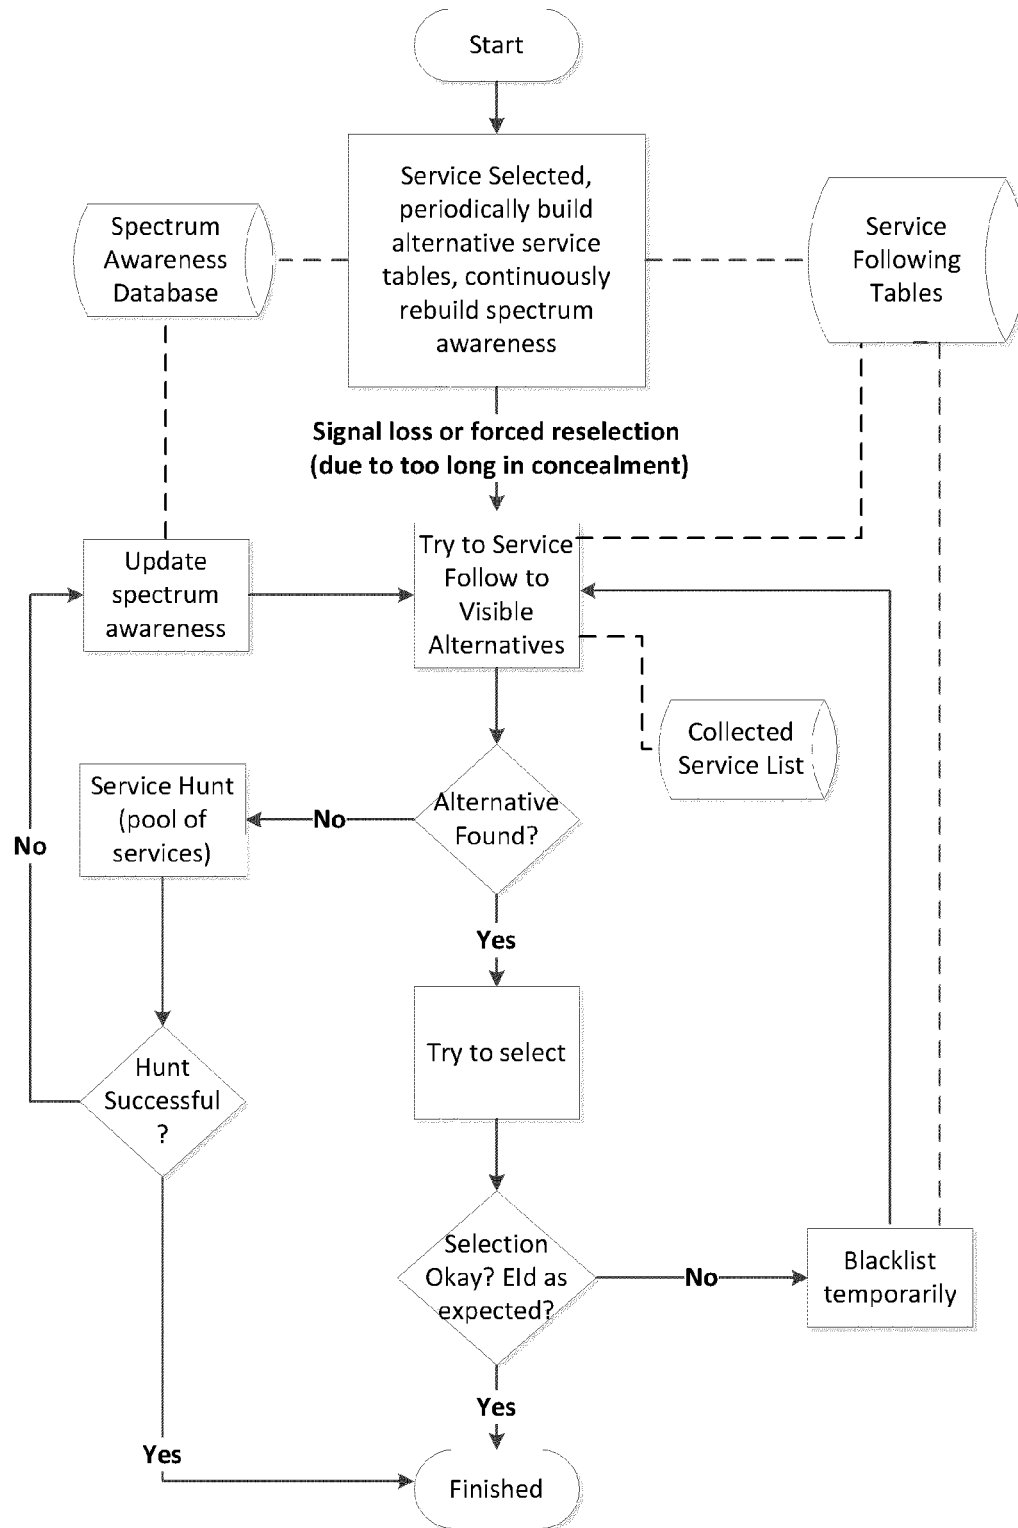 Start
Service Selected,
periodically build
alternative service
tables, continuously
rebuild spectrum
awareness
Spectrum
Awareness
Database
Service
Following
Tables
Signal loss or forced reselection
(due to too long in concealment)
Update
spectrum
awareness
Try to Service
Follow to
Visible
Alternatives
Collected
Service List
Service Hunt
(pool of
services)
No
Alternative
Found?
No
Yes
Try to select
Hunt
Successful
?
Selection
Okay? EId as
expected?
No
Blacklist
temporarily
Yes
Yes
Finished